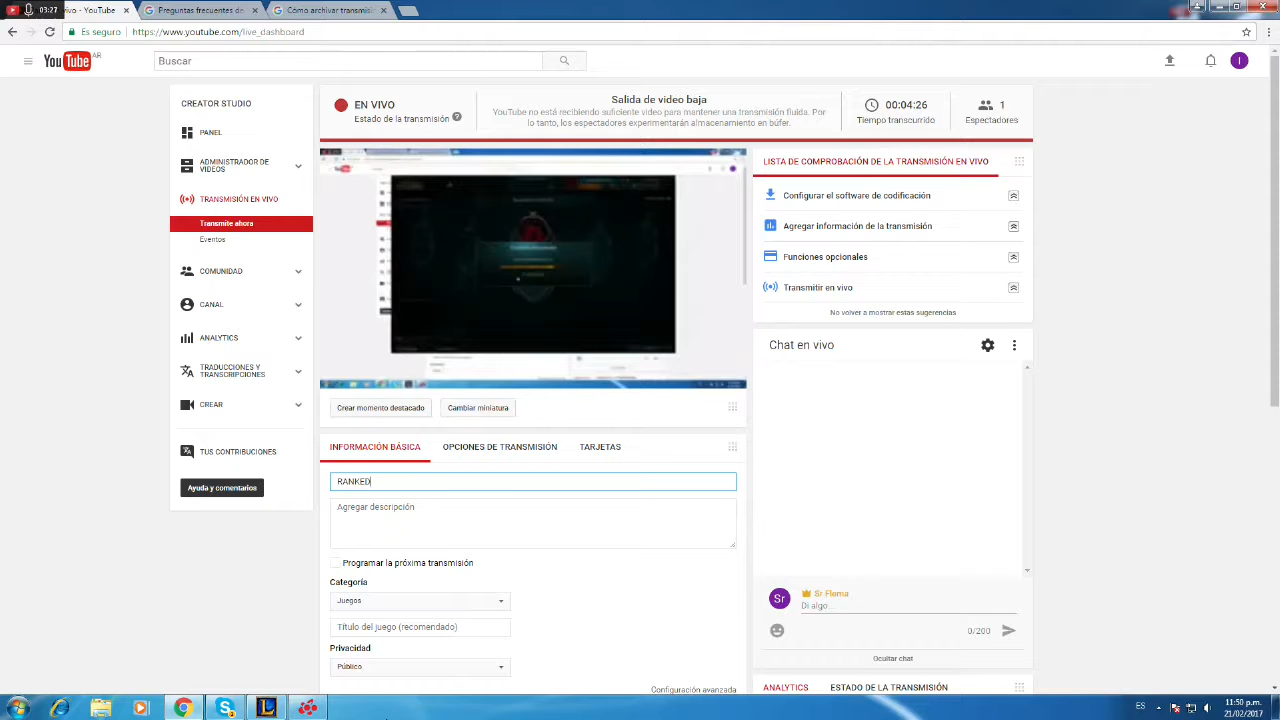 03:27
vivo - YouTu
Preguntas frecuentes de
Cómo archivar transmisi
Es seguro
https://www.youtube.com/live_dashboard
YouTube AR
Buscar
I
CREATOR STUDIO
PANEL
ADMINISTRADOR DE
VIDEOS
TRANSMISIÓN EN VIVO
Transmite ahora
Eventos
COMUNIDAD
CANAL
ANALYTICS
TRADUCCIONES Y
TRANSCRIPCIONES
CREAR
TUS CONTRIBUCIONES
Ayuda y comentarios
EN VIVO
Estado de la transmisión ?
Salida de video baja
YouTube no está recibiendo suficiente video para mantener una transmisión fluida. Por
lo tanto, los espectadores experimentarán almacenamiento en búfer.
00:04:26
Tiempo transcurrido
1
Espectadores
Crear momento destacado
Cambiar miniatura
INFORMACIÓN BÁSICA
OPCIONES DE TRANSMISIÓN
TARJETAS
RANKED
Agregar descripción
Programar la próxima transmisión
Categoría
Juegos
Título del juego (recomendado)
Privacidad
Público
Configuración avanzada
LISTA DE COMPROBACIÓN DE LA TRANSMISIÓN EN VIVO
Configurar el software de codificación
Agregar información de la transmisión
Funciones opcionales
Transmitir en vivo
No volver a mostrar estas sugerencias
Chat en vivo
Sr
Sr Floma
Di algo...
0/200
Ocultar chat
ANALYTICS
ESTADO DE LA TRANSMISIÓN
ES
11:50 p.m.
21/02/2017